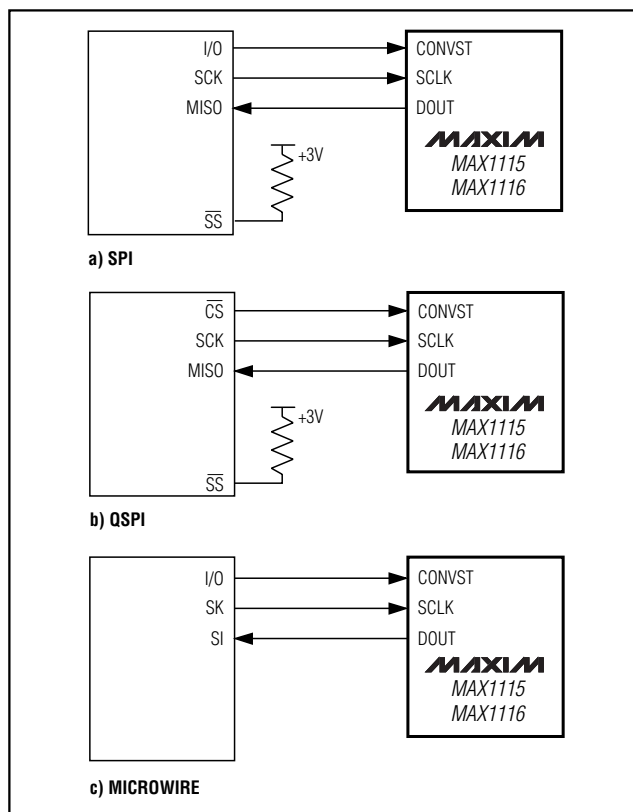 I/O CONVST
SCK SCLK
MISO DOUT
MAXIM
+3V MAX1115
MAX1116
SS
a) SPI
CS CONVST
SCK SCLK
MISO DOUT
MAXIM
+3V MAX1115
MAX1116
SS
b) QSPI
I/O CONVST
SK SCLK
SI DOUT
MAXIM
MAX1115
MAX1116
c) MICROWIRE